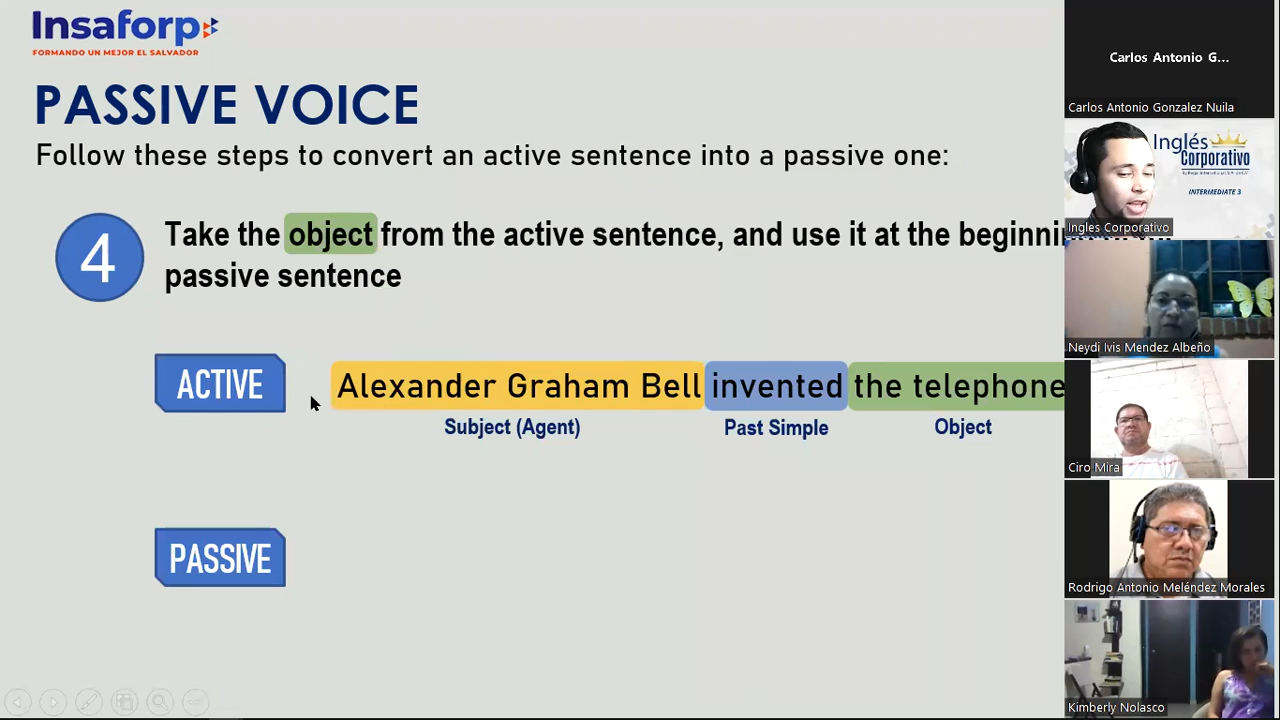 Insaforp
FORMANDO UN MEJOR EL SALVADOR
PASSIVE VOICE
Follow these steps to convert an active sentence into a passive one:
4
Take the object from the active sentence, and use it at the
passive sentence
ACTIVE
Alexander Graham Bell invented the telephone
Subject (Agent) Past Simple Object
PASSIVE
Carlos Antonio G...
Carlos Antonio Gonzalez Nuila
Inglés
Corporativo
INTERMEDIATE 3
Ingles Corporativo
Neydi Ivis Mendez Albeño
Ciro Mira
Rodrigo Antonio Meléndez Morales
Kimberly Nolasco